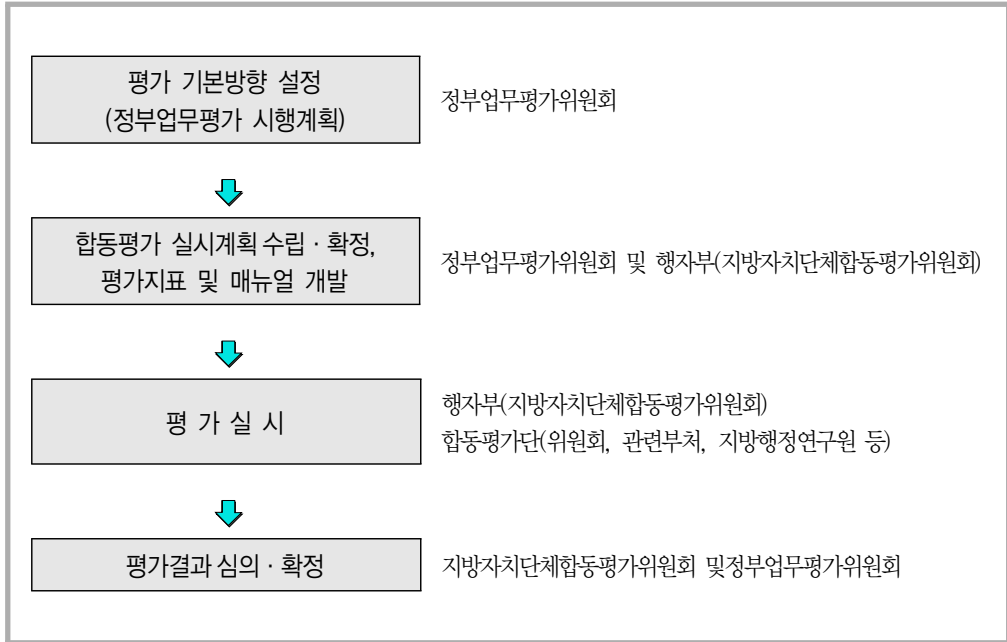 평가 기본방향 설정
(정부업무평가 시행계획)
정부업무평가위원회
합동평가 실시계획 수립 · 확정,
평가지표 및 매뉴얼 개발
정부업무평가위원회 및 행자부(지방자치단체합동평가위원회)
평 가 실 시
행자부(지방자치단체합동평가위원회)
합동평가단(위원회, 관련부처, 지방행정연구원 등)
평가결과 심의 · 확정
지방자치단체합동평가위원회 및정부업무평가위원회